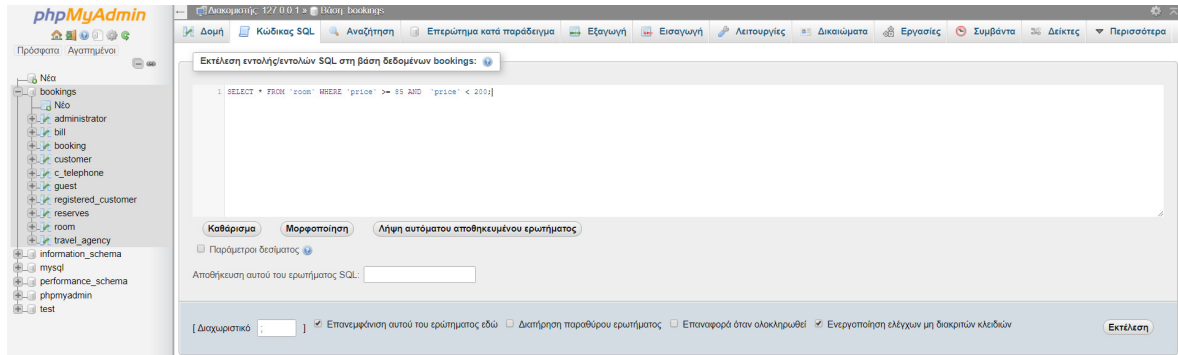 phpMyAdmin
Πρόσφατα Αγαπημένοι
Νέα
bookings
Νέο
administrator
bill
booking
customer
c_telephone
guest
registered_customer
reserves
room
travel_agency
information_schema
mysql
performance_schema
phpmyadmin
test
Διακομιστής: 127.0.0.1 » Βάση: bookings
Δομή Κώδικας SQL Αναζήτηση Επερώτημα κατά παράδειγμα Εξαγωγή Εισαγωγή Λειτουργίες Δικαιώματα Εργασίες Συμβάντα Δείκτες Περισσότερα
Εκτέλεση εντολής/εντολών SQL στη βάση δεδομένων bookings:
1 SELECT * FROM `room` WHERE `price` >= 85 AND `price` < 200;
Καθάρισμα Μορφοποίηση Λήψη αυτόματου αποθηκευμένου ερωτήματος
Παράμετροι δεσίματος
Αποθήκευση αυτού του ερωτήματος SQL:
[ Διαχωριστικό ; ] Επανεμφάνιση αυτού του ερώτηματος εδώ Διατήρηση παραθύρου ερωτήματος Επαναφορά όταν ολοκληρωθεί Ενεργοποίηση ελέγχων μη διακριτών κλειδιών Εκτέλεση